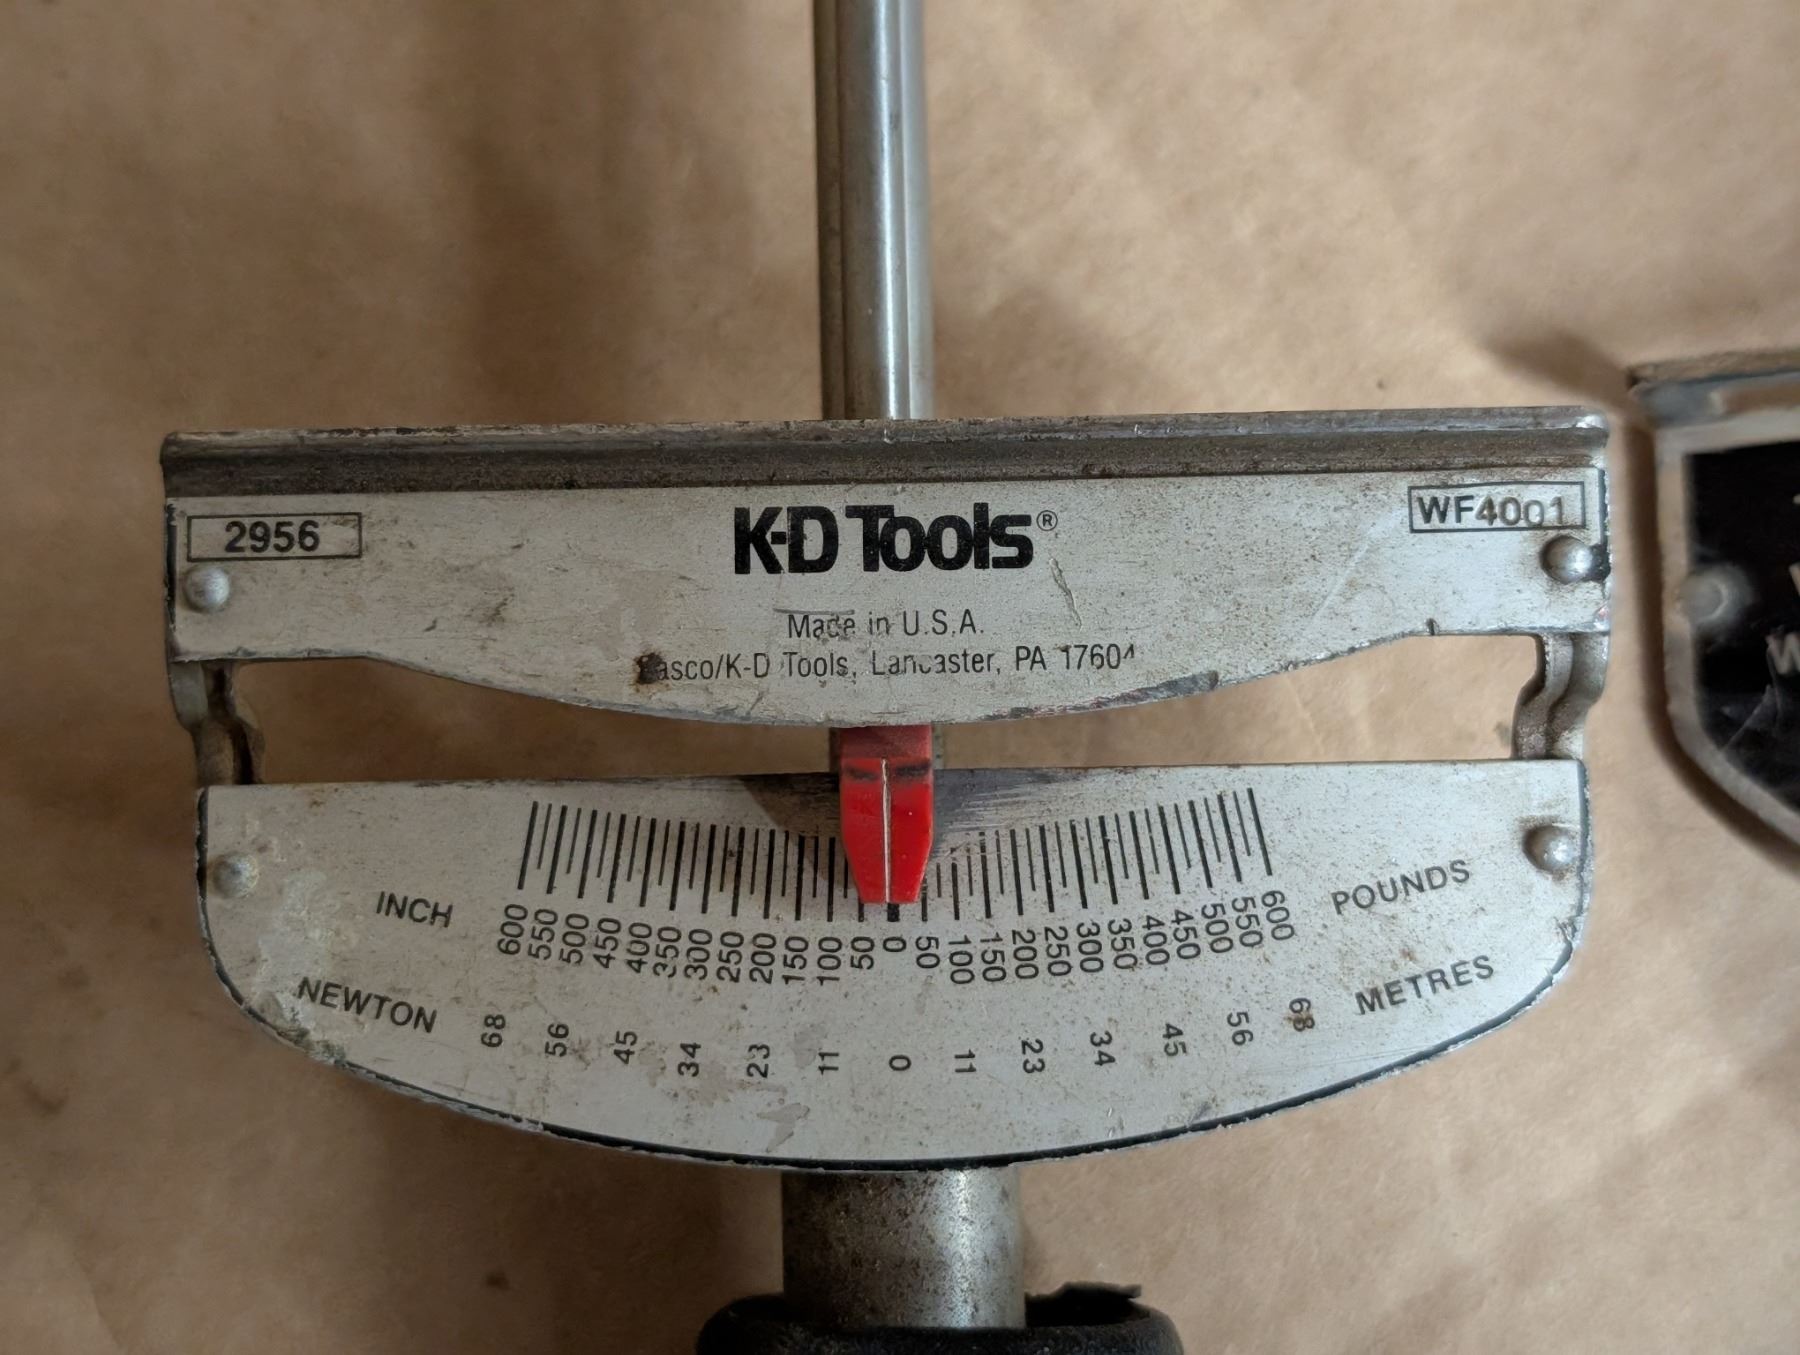 2956
K-D Tools®
WF4001
Made in U.S.A.
Easco/K-D Tools, Lancaster, PA 17604
INCH
600 550 500 450 400 350 300 250 200 150 100 50 0 50 100 150 200 250 300 350 400 450 500 550 600
POUNDS
NEWTON
68 56 45 34 23 11 0 11 23 34 45 56 68
METRES